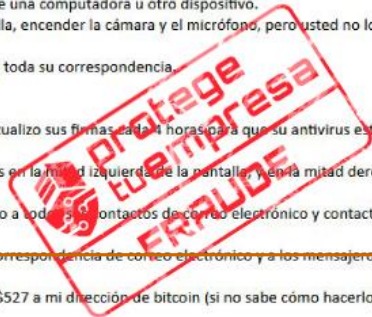 e una computadora u otro dispositivo.
lla, encender la cámara y el micrófono, pero usted no lo
toda su correspondencia.
protege
tu empresa
FRAUDE.
ualizo sus firmas cada 4 horas para que su antivirus est
s en la mitad izquierda de la pantalla, y en la mitad dere
o a todos sus contactos de correo electrónico y contact
orrespondencia de correo electrónico y a los mensajero
$527 a mi dirección de bitcoin (si no sabe cómo hacerlo